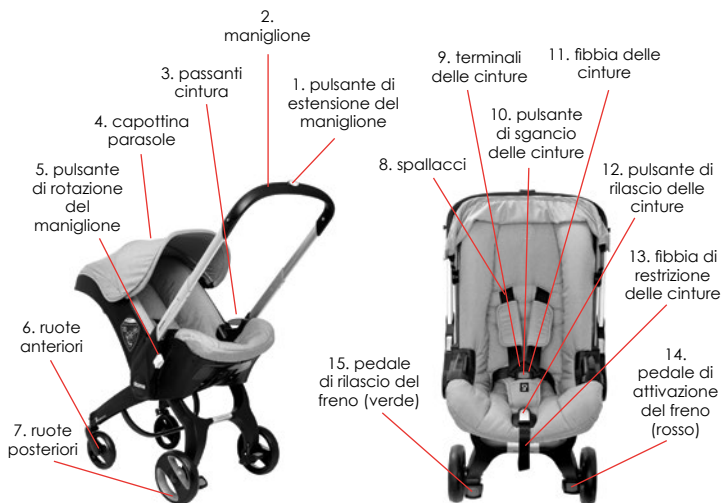 2.
maniglione
3. passanti
cintura
1. pulsante di
estensione del
maniglione
4. capottina
parasole
5. pulsante
di rotazione
del
maniglione
6. ruote
anteriori
7. ruote
posteriori
9. terminali
delle cinture
11. fibbia delle
cinture
10. pulsante
di sgancio
delle cinture
8. spallacci
12. pulsante di
rilascio delle
cinture
13. fibbia di
restrizione
delle cinture
15. pedale
di rilascio del
freno (verde)
14.
pedale di
attivazione
del freno
(rosso)